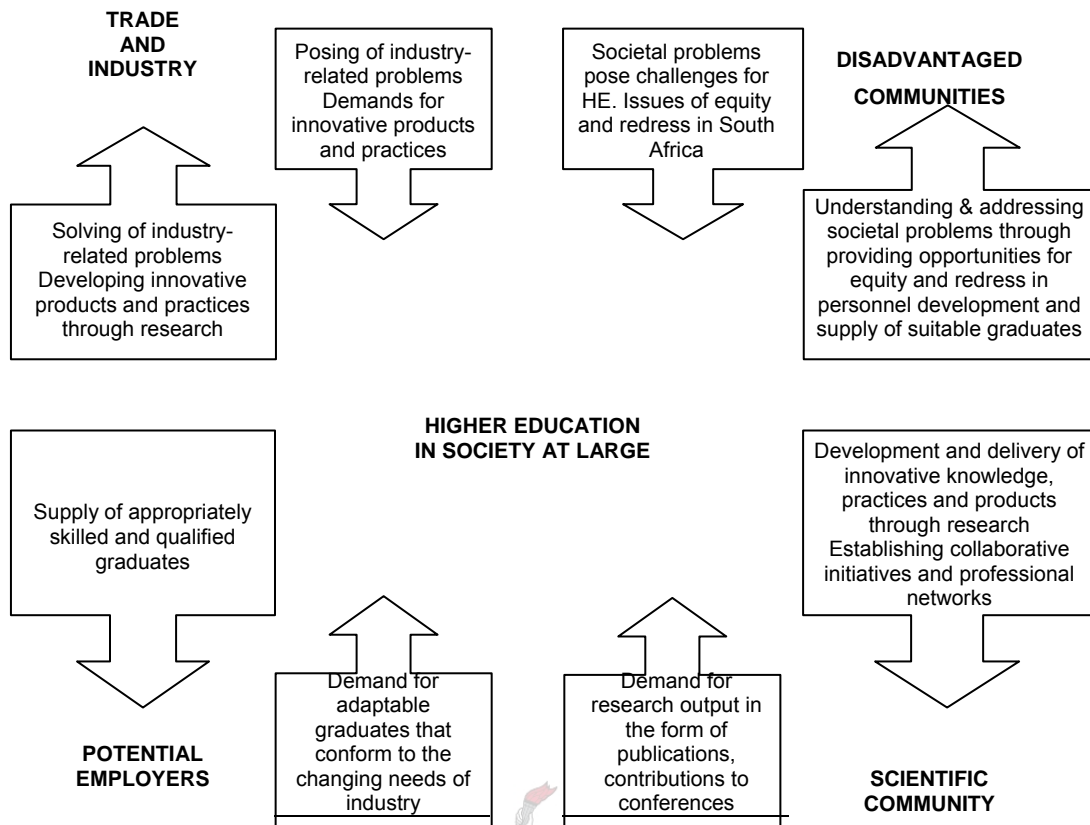 TRADE
AND
INDUSTRY
Posing of industry-
related problems
Demands for
innovative products
and practices
Societal problems
pose challenges for
HE. Issues of equity
and redress in South
Africa
DISADVANTAGED
COMMUNITIES
Solving of industry-
related problems
Developing innovative
products and practices
through research
Understanding & addressing
societal problems through
providing opportunities for
equity and redress in
personnel development and
supply of suitable graduates
HIGHER EDUCATION
IN SOCIETY AT LARGE
Supply of appropriately
skilled and qualified
graduates
Development and delivery of
innovative knowledge,
practices and products
through research
Establishing collaborative
initiatives and professional
networks
POTENTIAL
EMPLOYERS
Demand for
adaptable
graduates that
conform to the
changing needs of
industry
Demand for
research output in
the form of
publications,
contributions to
conferences
SCIENTIFIC
COMMUNITY